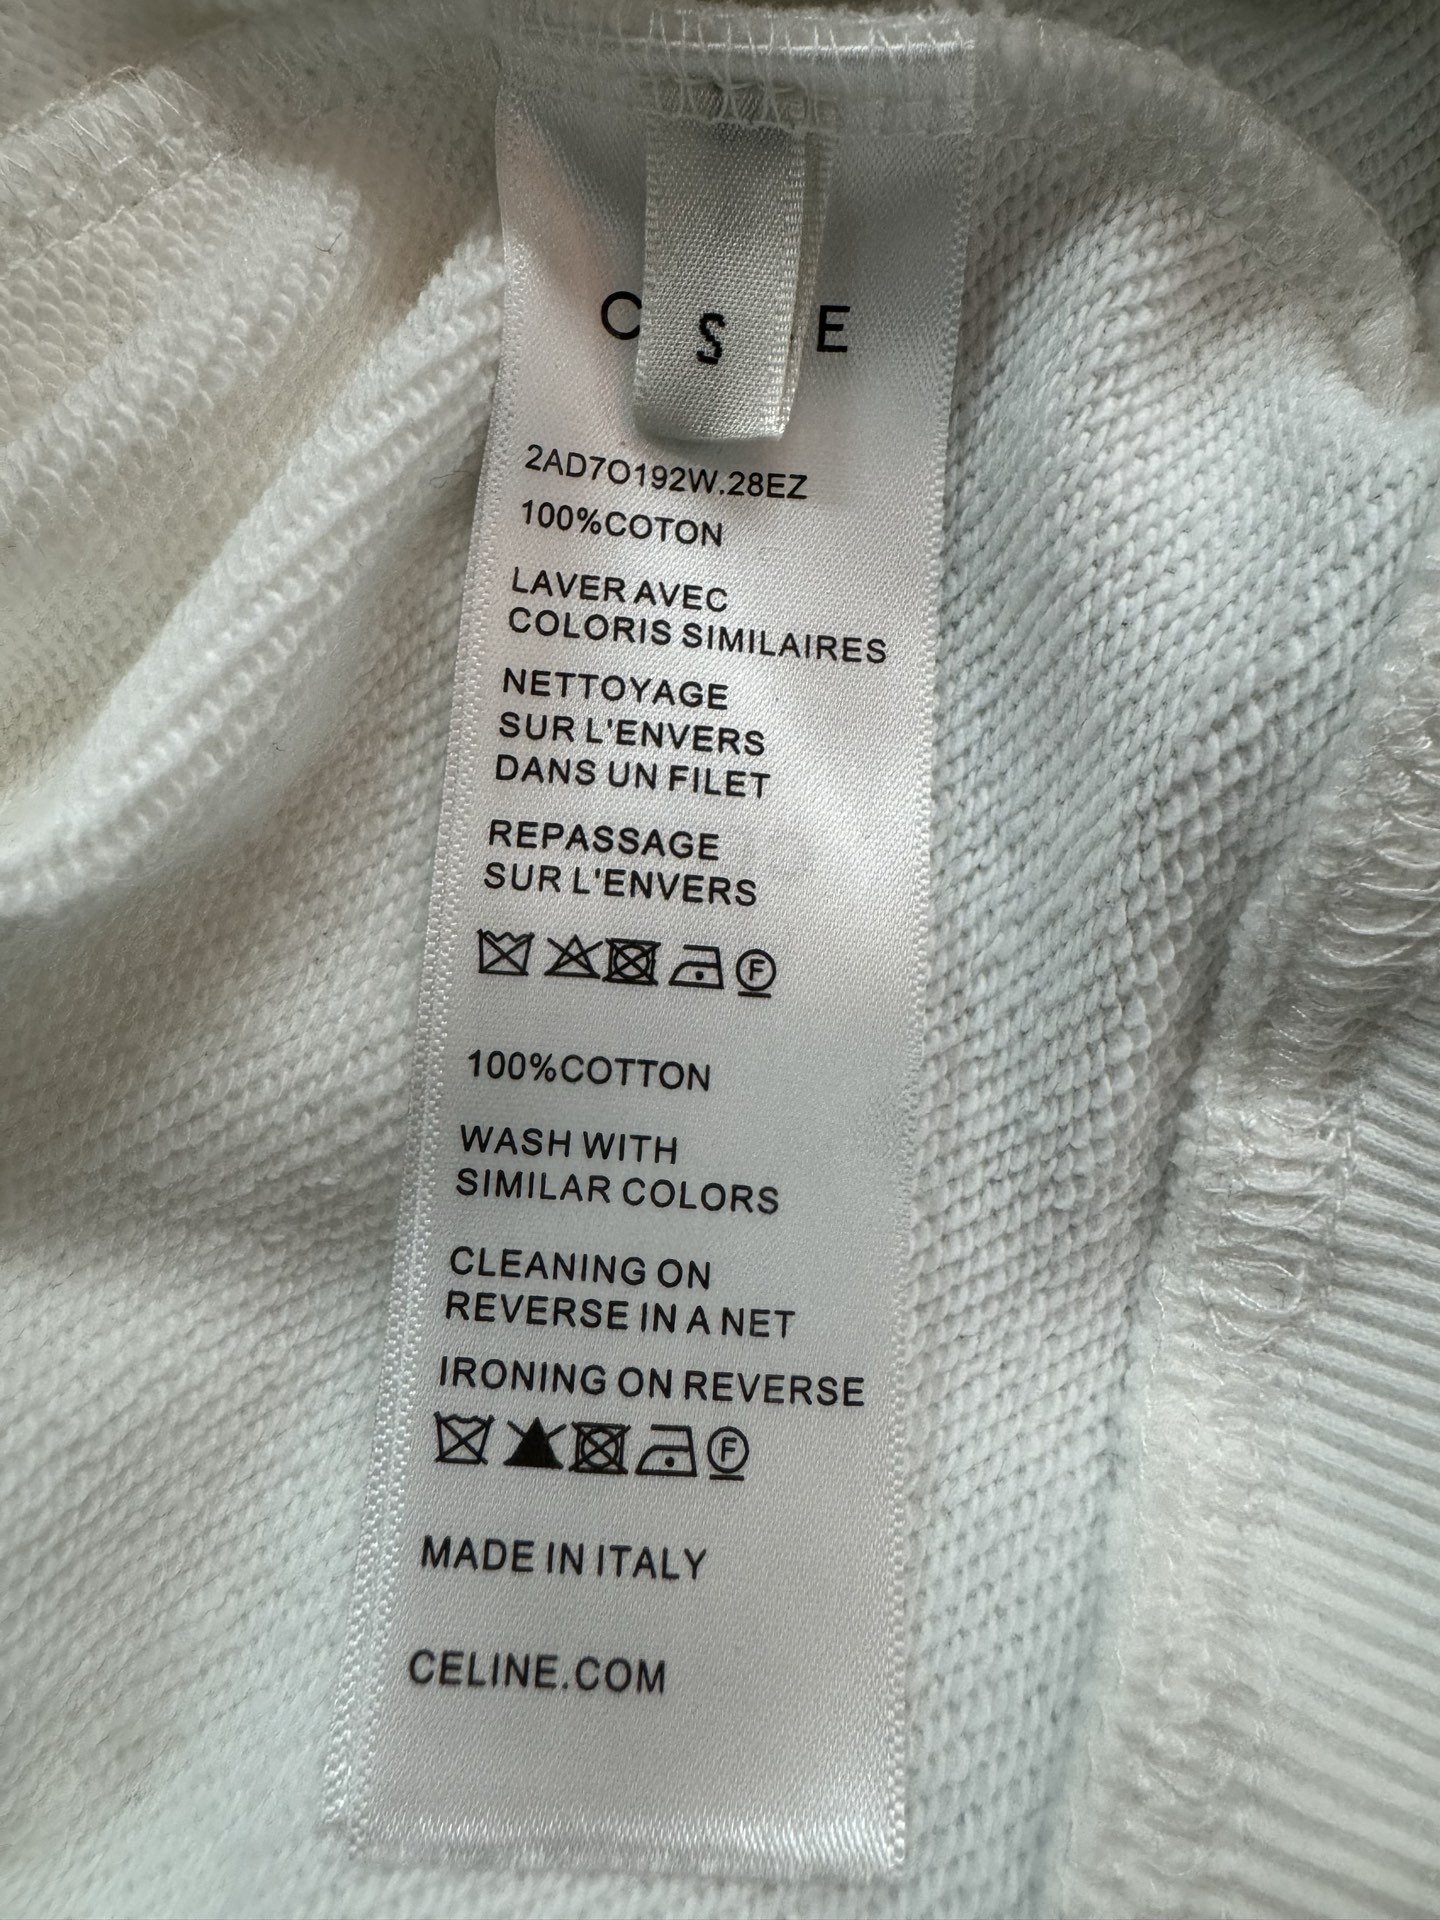 C E
S
2AD7O192W.28EZ
100%COTON
LAVER AVEC
COLORIS SIMILAIRES
NETTOYAGE
SUR L'ENVERS
DANS UN FILET
REPASSAGE
SUR L'ENVERS
F
100%COTTON
WASH WITH
SIMILAR COLORS
CLEANING ON
REVERSE IN A NET
IRONING ON REVERSE
F
MADE IN ITALY
CELINE.COM